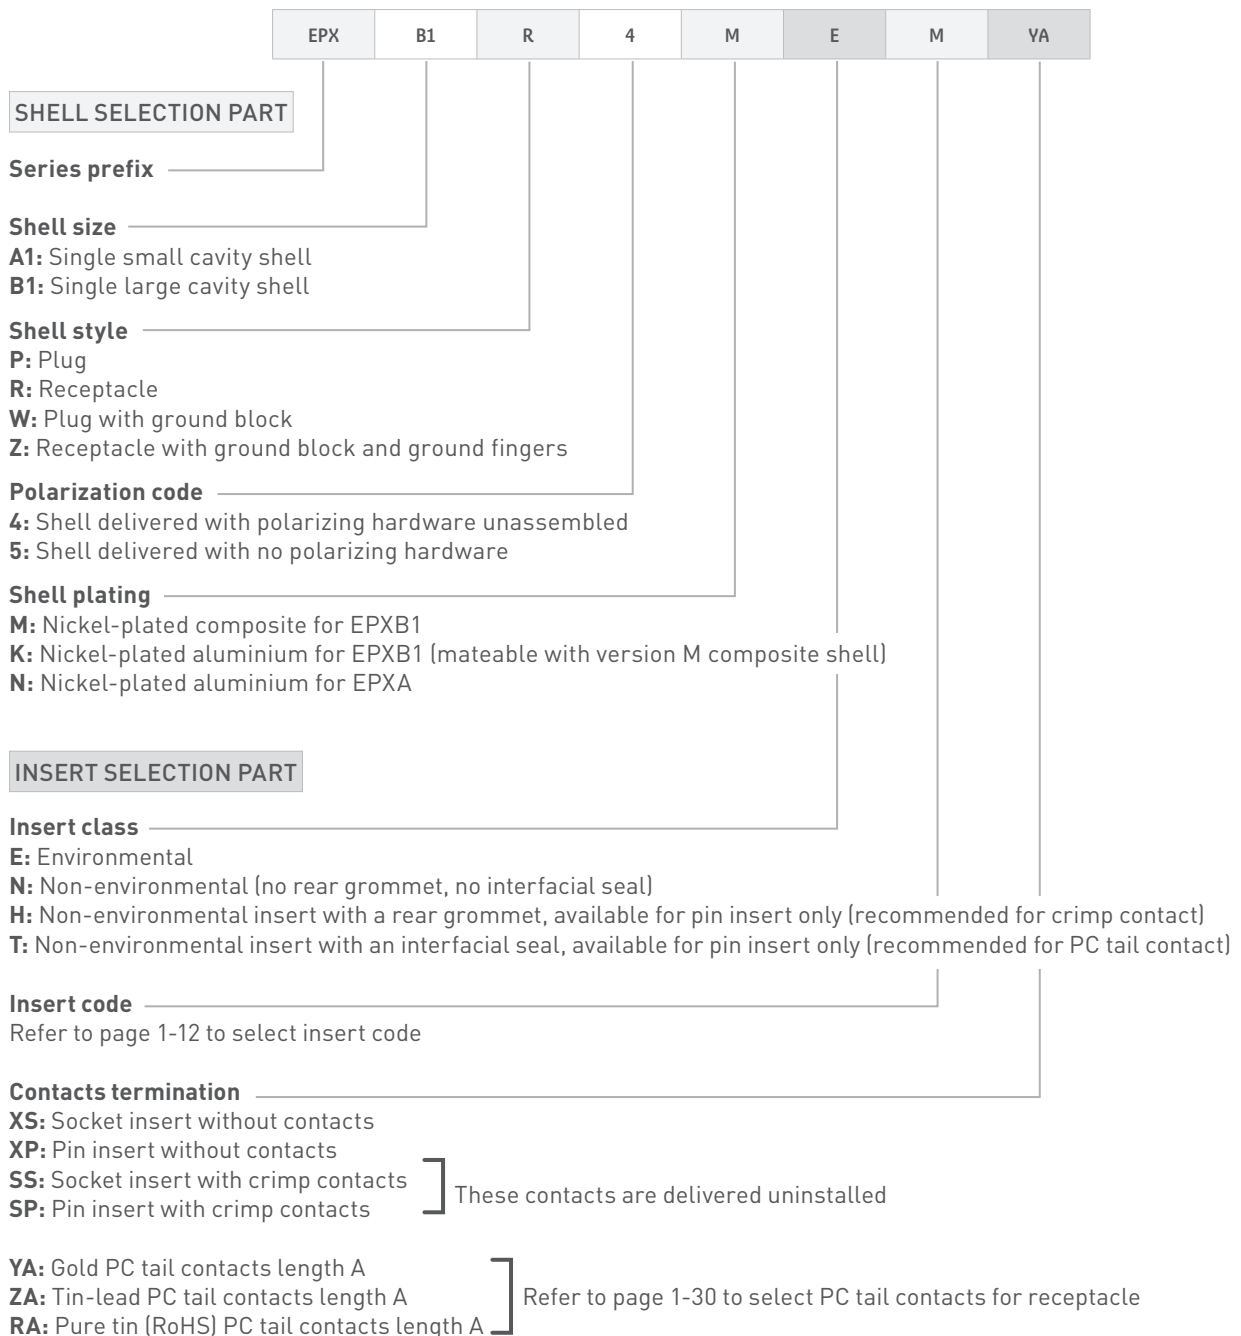 EPX B1 R 4 M E M YA
SHELL SELECTION PART
Series prefix
Shell size
A1: Single small cavity shell
B1: Single large cavity shell
Shell style
P: Plug
R: Receptacle
W: Plug with ground block
Z: Receptacle with ground block and ground fingers
Polarization code
4: Shell delivered with polarizing hardware unassembled
5: Shell delivered with no polarizing hardware
Shell plating
M: Nickel-plated composite for EPXB1
K: Nickel-plated aluminium for EPXB1 (mateable with version M composite shell)
N: Nickel-plated aluminium for EPXA
INSERT SELECTION PART
Insert class
E: Environmental
N: Non-environmental (no rear grommet, no interfacial seal)
H: Non-environmental insert with a rear grommet, available for pin insert only (recommended for crimp contact)
T: Non-environmental insert with an interfacial seal, available for pin insert only (recommended for PC tail contact)
Insert code
Refer to page 1-12 to select insert code
Contacts termination
XS: Socket insert without contacts
XP: Pin insert without contacts
SS: Socket insert with crimp contacts
SP: Pin insert with crimp contacts
These contacts are delivered uninstalled
YA: Gold PC tail contacts length A
ZA: Tin-lead PC tail contacts length A
RA: Pure tin (RoHS) PC tail contacts length A
Refer to page 1-30 to select PC tail contacts for receptacle